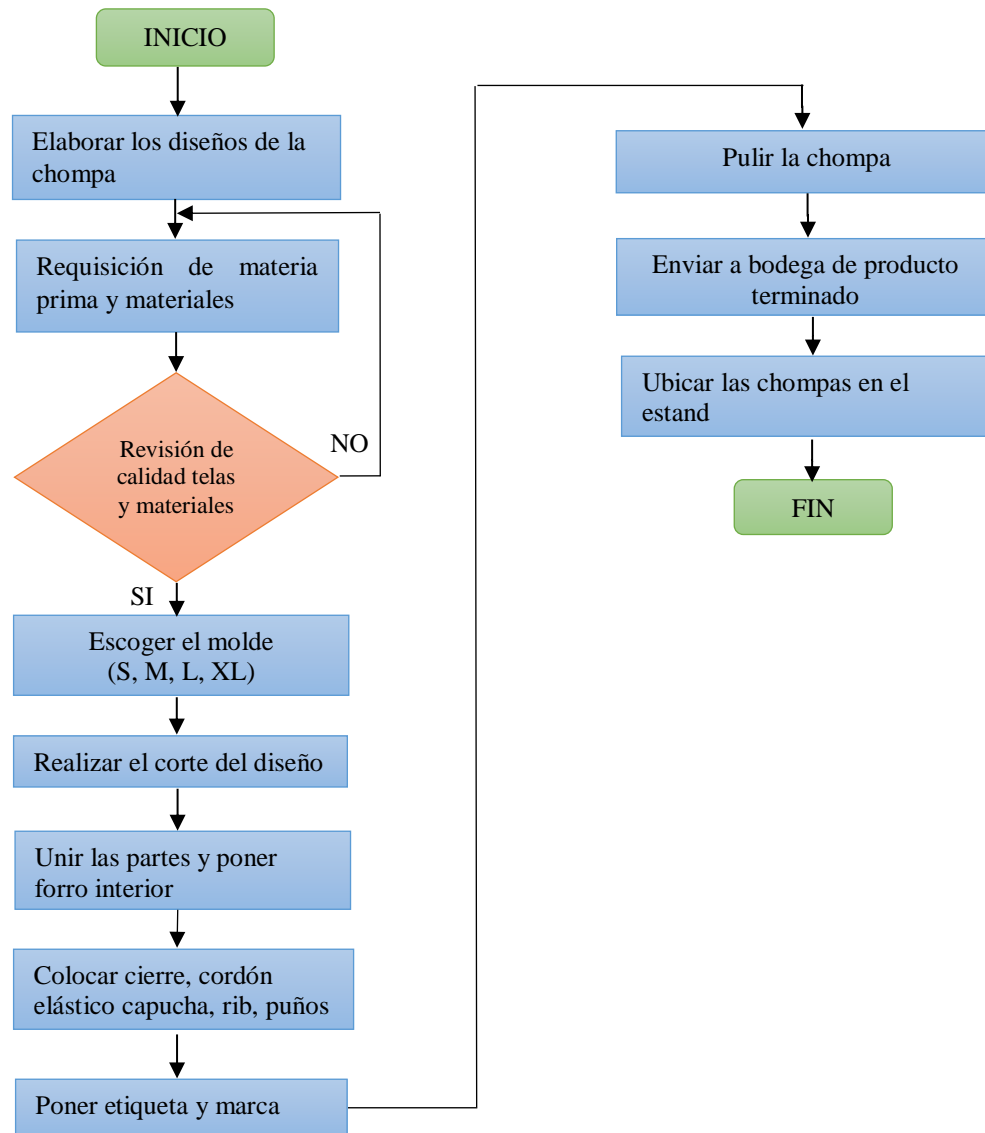 INICIO
Elaborar los diseños de la
chompa
Requisición de materia
prima y materiales
Revisión de
calidad telas
y materiales
NO
SI
Escoger el molde
(S, M, L, XL)
Realizar el corte del diseño
Unir las partes y poner
forro interior
Colocar cierre, cordón
elástico capucha, rib, puños
Poner etiqueta y marca
Pulir la chompa
Enviar a bodega de producto
terminado
Ubicar las chompas en el
estand
FIN